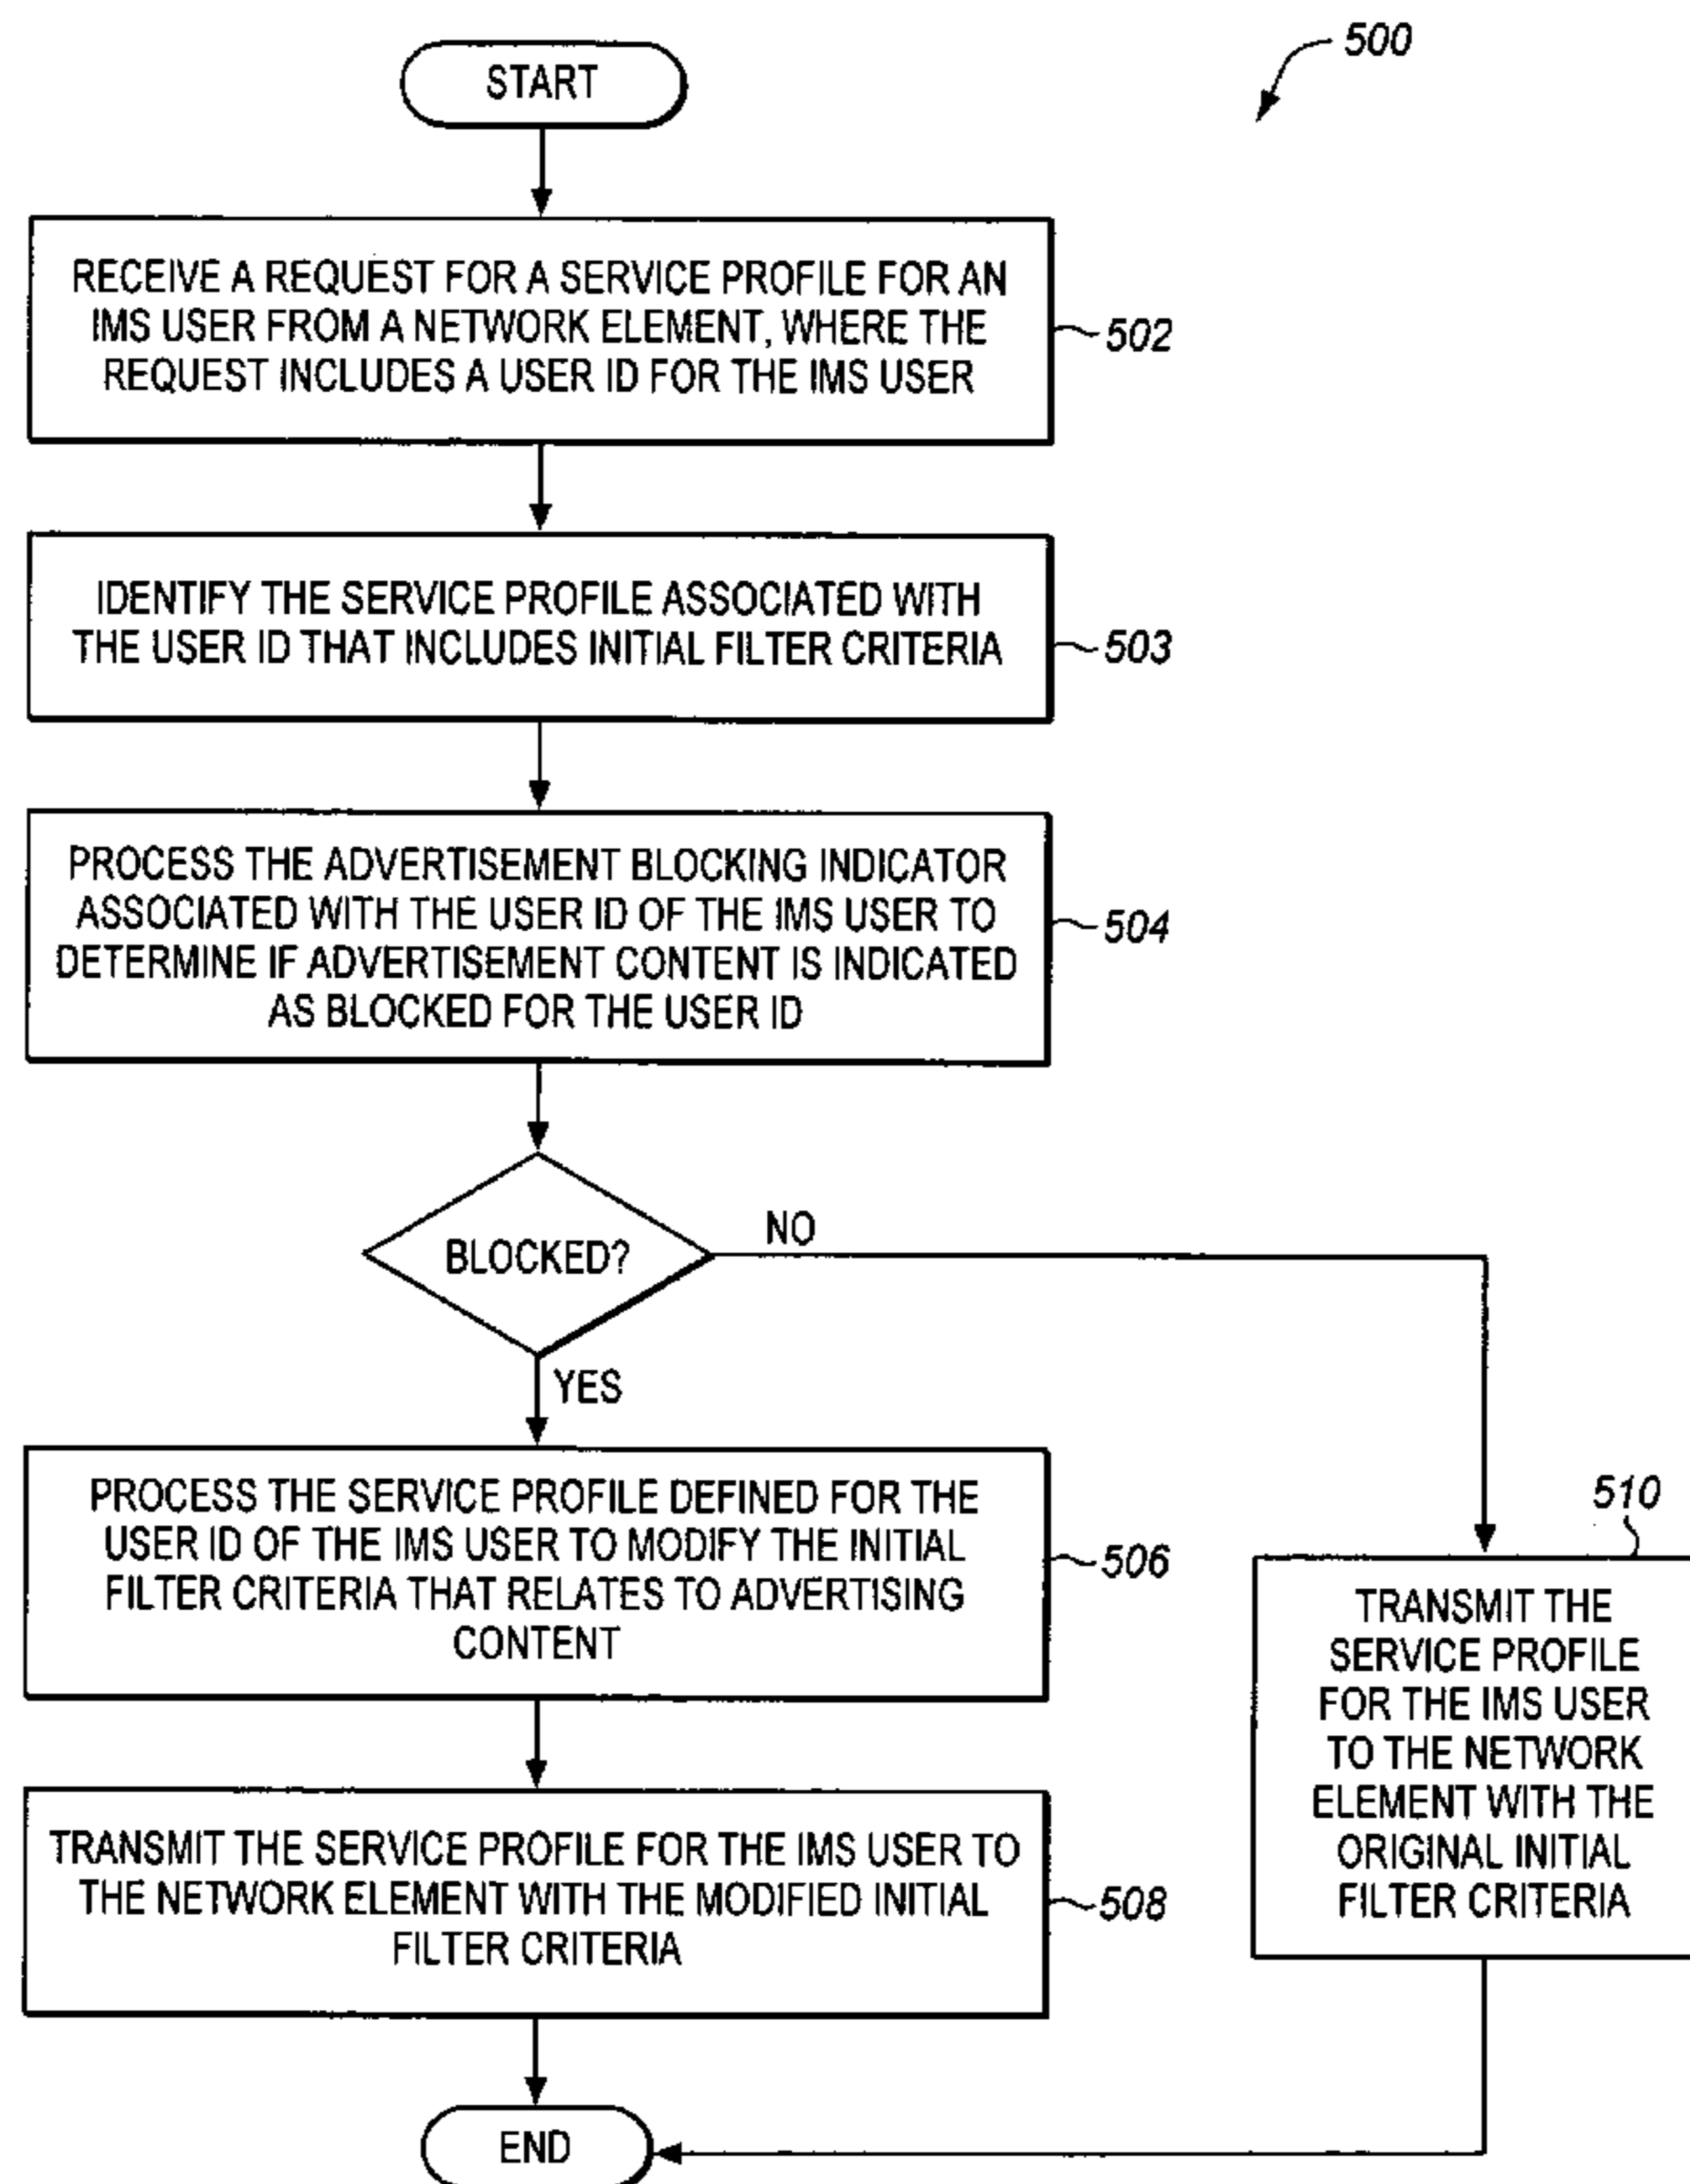 500
START
RECEIVE A REQUEST FOR A SERVICE PROFILE FOR AN
IMS USER FROM A NETWORK ELEMENT, WHERE THE
REQUEST INCLUDES A USER ID FOR THE IMS USER
502
IDENTIFY THE SERVICE PROFILE ASSOCIATED WITH
THE USER ID THAT INCLUDES INITIAL FILTER CRITERIA
503
PROCESS THE ADVERTISEMENT BLOCKING INDICATOR
ASSOCIATED WITH THE USER ID OF THE IMS USER TO
DETERMINE IF ADVERTISEMENT CONTENT IS INDICATED
AS BLOCKED FOR THE USER ID
504
BLOCKED?
NO
YES
PROCESS THE SERVICE PROFILE DEFINED FOR THE
USER ID OF THE IMS USER TO MODIFY THE INITIAL
FILTER CRITERIA THAT RELATES TO ADVERTISING
CONTENT
506
TRANSMIT THE SERVICE PROFILE FOR THE IMS USER TO
THE NETWORK ELEMENT WITH THE MODIFIED INITIAL
FILTER CRITERIA
508
510
TRANSMIT THE
SERVICE PROFILE
FOR THE IMS USER
TO THE NETWORK
ELEMENT WITH THE
ORIGINAL INITIAL
FILTER CRITERIA
END